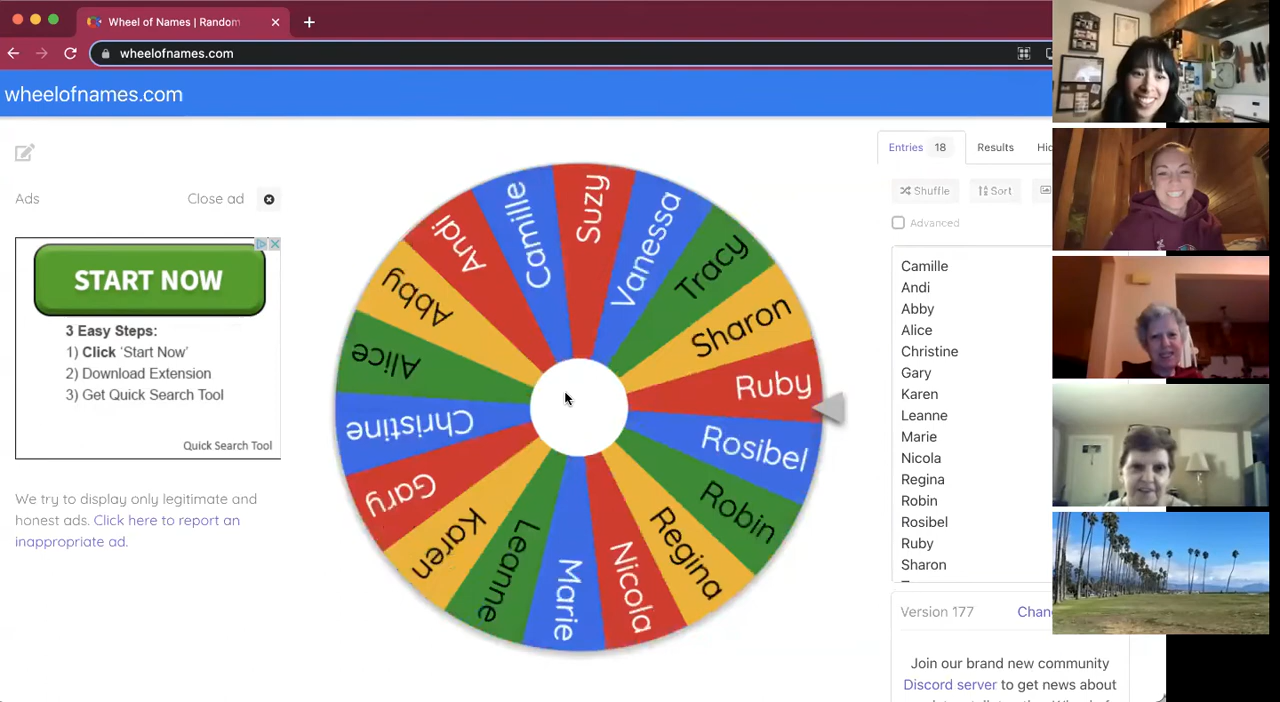 Wheel of Names | Random
wheelofnames.com
wheelofnames.com
Ads
Close ad
START NOW
3 Easy Steps:
1) Click ‘Start Now’
2) Download Extension
3) Get Quick Search Tool
Quick Search Tool
We try to display only legitimate and
honest ads. Click here to report an
inappropriate ad.
Suzy
Vanessa
Tracy
Sharon
Ruby
Rosibel
Robin
Regina
Nicola
Marie
Leanne
Karen
Gary
Christine
Alice
Abby
Andi
Camille
Entries 18
Results
Hid
Shuffle
Sort
Advanced
Camille
Andi
Abby
Alice
Christine
Gary
Karen
Leanne
Marie
Nicola
Regina
Robin
Rosibel
Ruby
Sharon
Version 177
Chan
Join our brand new community
Discord server to get news about